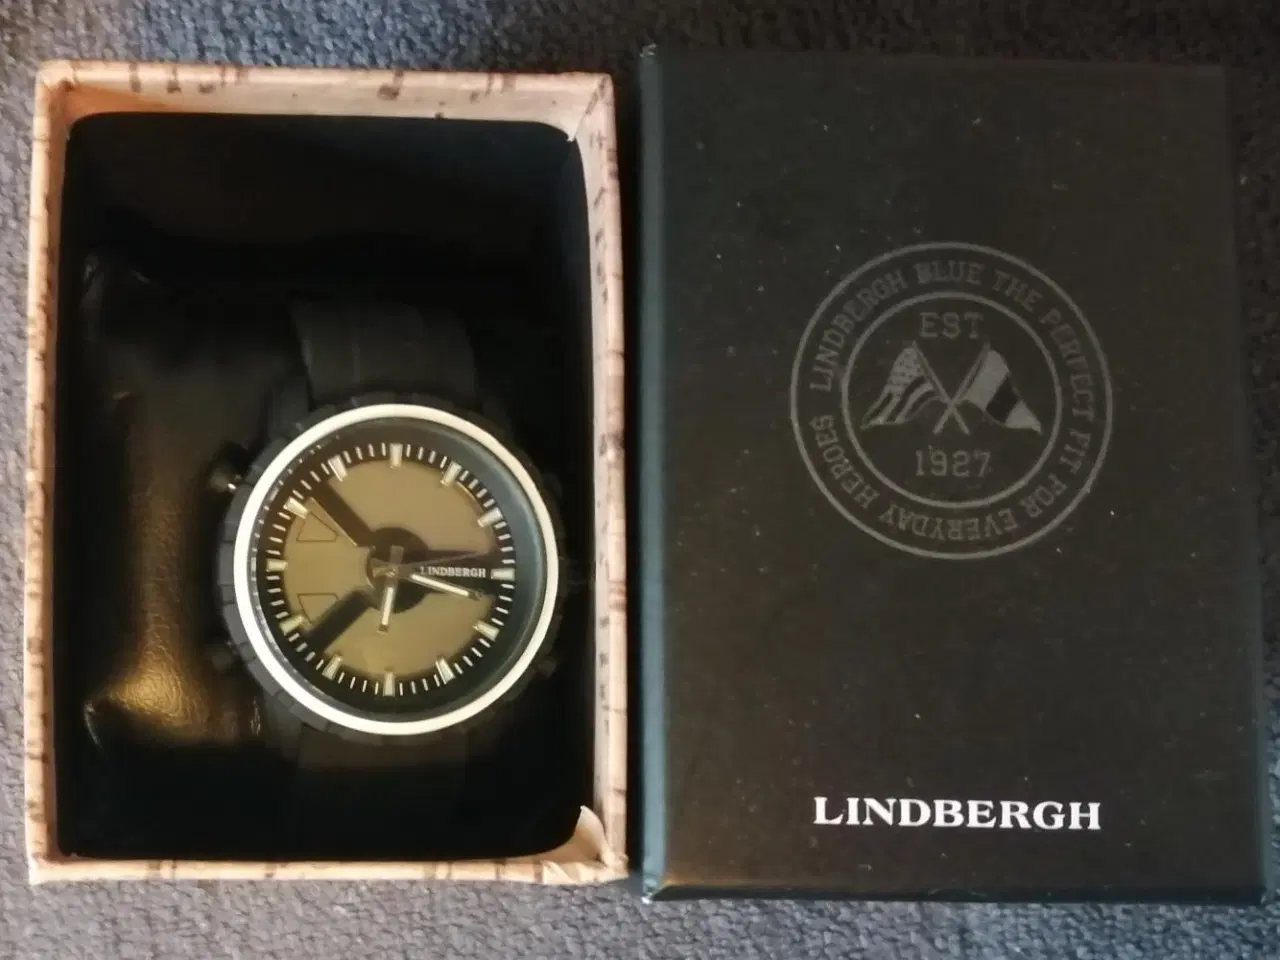 LINDBERGH
LINDBERGH BLUE THE PERFECT FIT FOR EVERYDAY HEROES
EST
1927
LINDBERGH